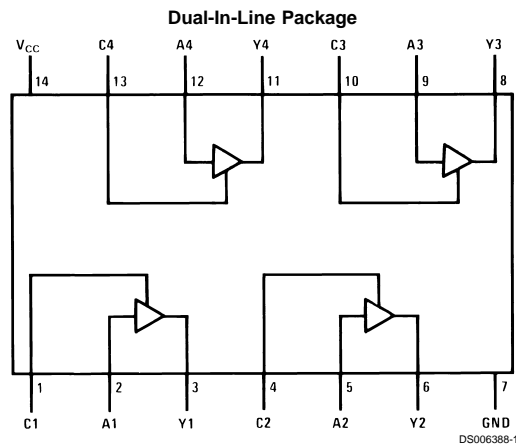 Dual-In-Line Package
VCC C4 A4 Y4 C3 A3 Y3
14 13 12 11 10 9 8
1 2 3 4 5 6 7
C1 A1 Y1 C2 A2 Y2 GND
DS006388-1